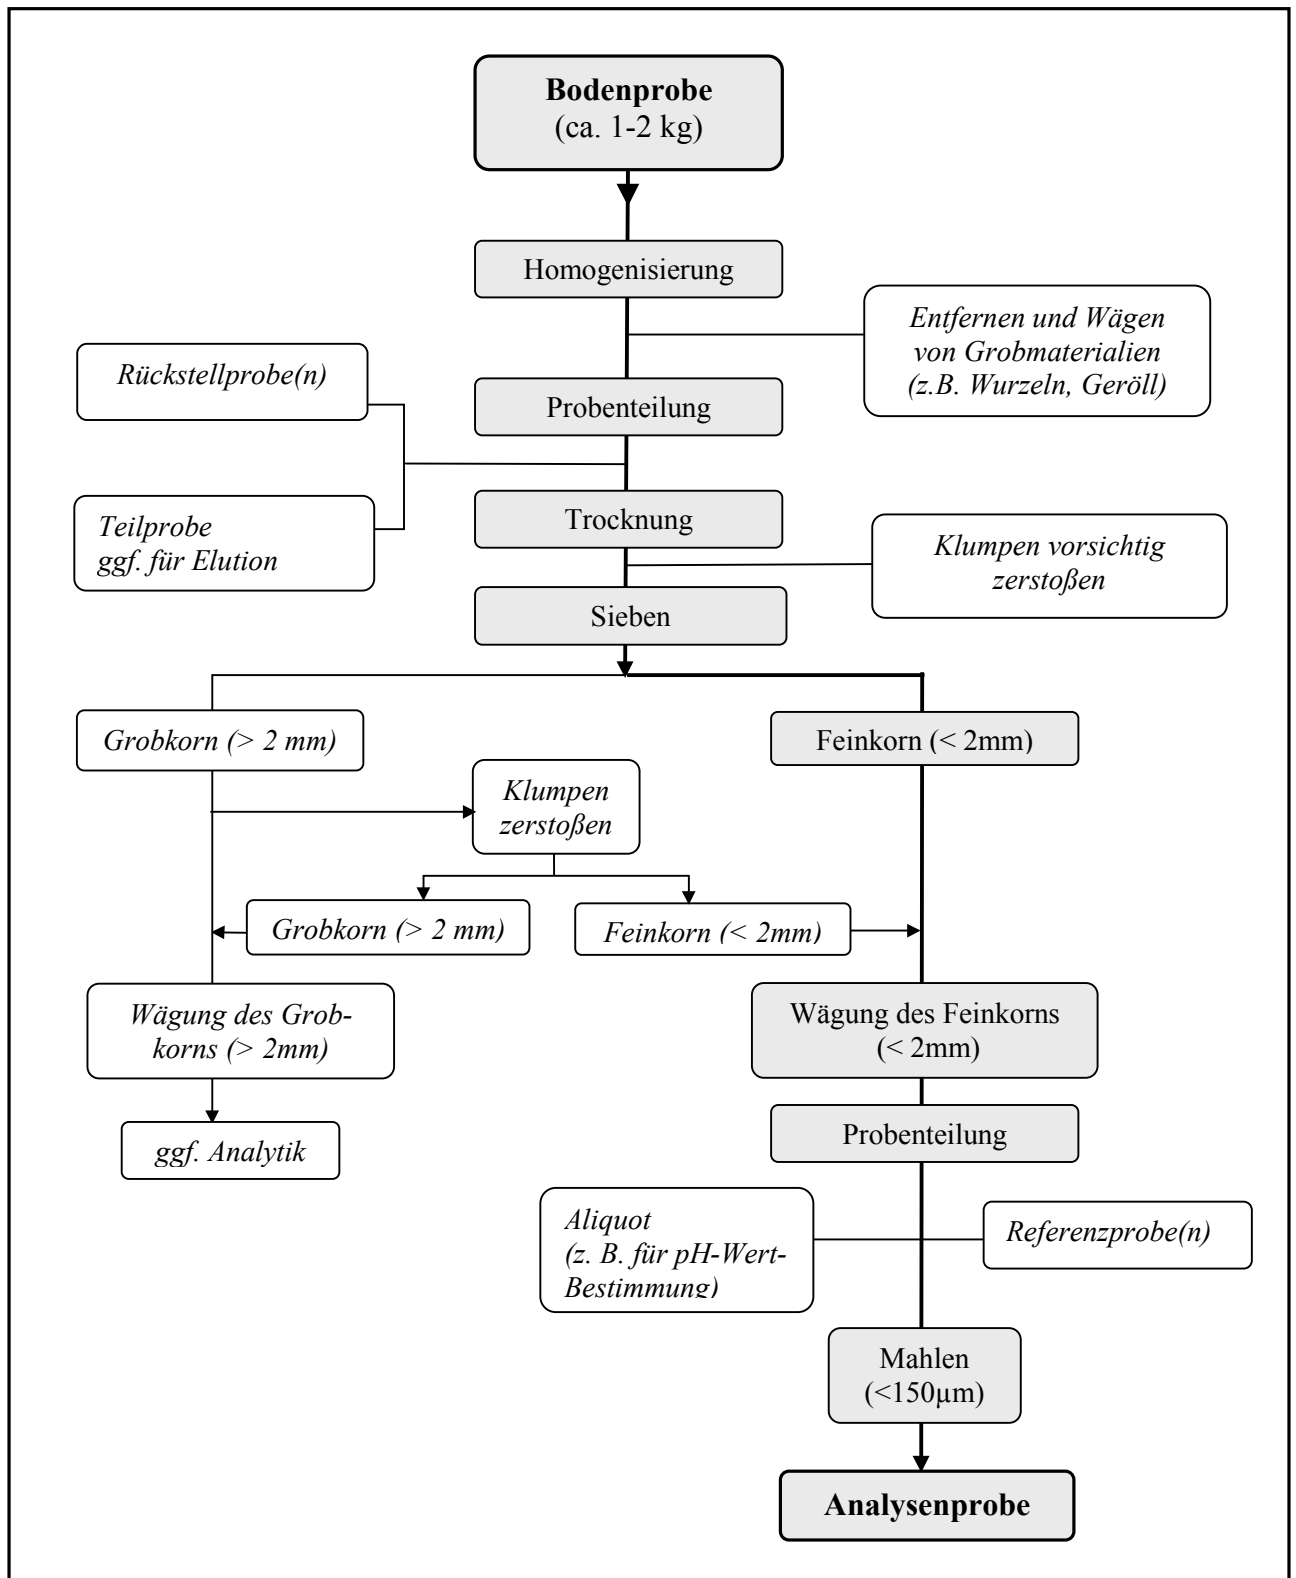 Bodenprobe
(ca. 1-2 kg)
Homogenisierung
Entfernen und Wägen
von Grobmaterialien
(z.B. Wurzeln, Geröll)
Rückstellprobe(n)
Probenteilung
Teilprobe
ggf. für Elution
Trocknung
Klumpen vorsichtig
zerstoßen
Sieben
Grobkorn (> 2 mm)
Feinkorn (< 2mm)
Klumpen
zerstoßen
Grobkorn (> 2 mm)
Feinkorn (< 2mm)
Wägung des Grob-
korns (> 2mm)
Wägung des Feinkorns
(< 2mm)
ggf. Analytik
Probenteilung
Aliquot
(z. B. für pH-Wert-
Bestimmung)
Referenzprobe(n)
Mahlen
(<150µm)
Analysenprobe